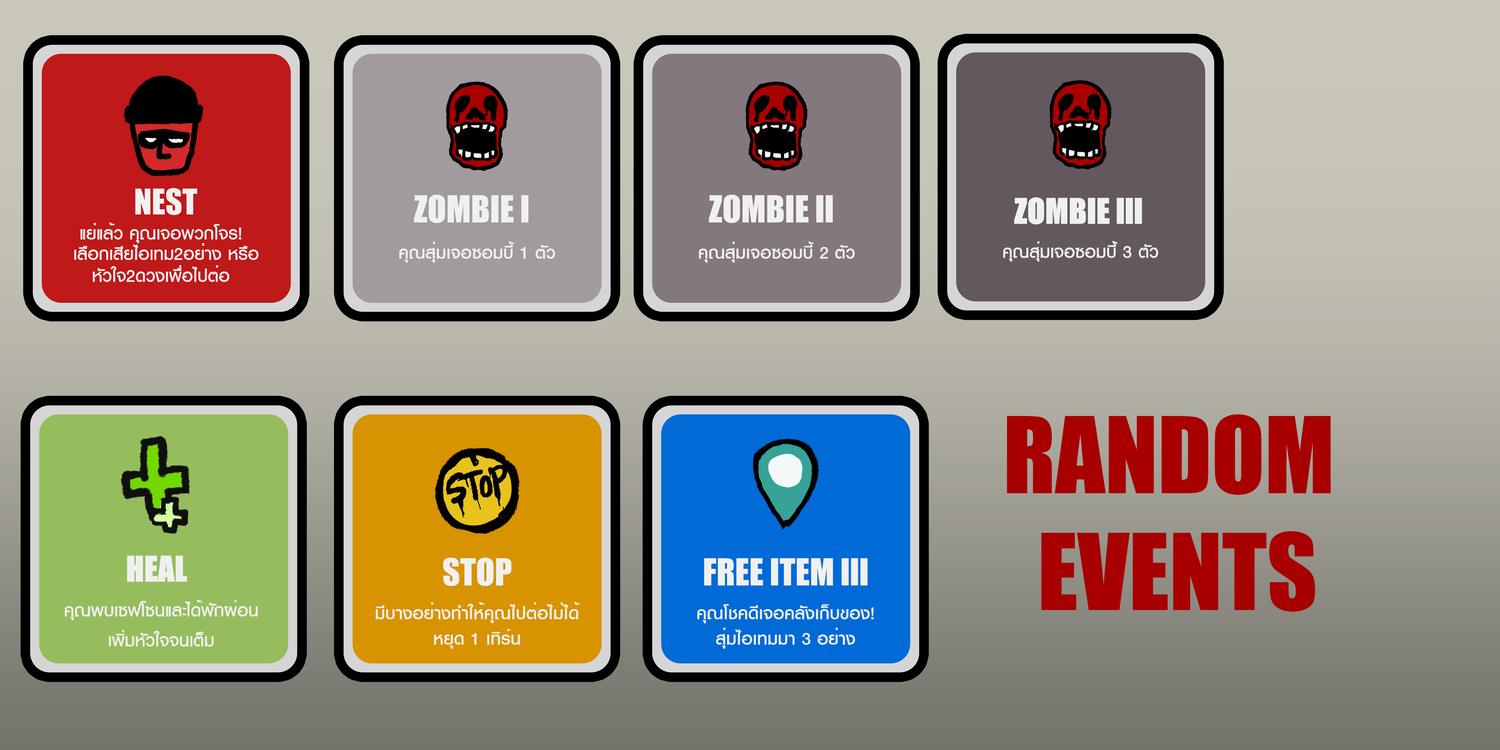 NEST
แย่แล้ว คุณเจอพวกโจร!
เลือกเสียไอเทม2อย่าง หรือ
หัวใจ2ดวงเพื่อไปต่อ
ZOMBIE I
คุณสุ่มเจอซอมบี้ 1 ตัว
ZOMBIE II
คุณสุ่มเจอซอมบี้ 2 ตัว
ZOMBIE III
คุณสุ่มเจอซอมบี้ 3 ตัว
HEAL
คุณพบเซฟโซนและได้พักผ่อน
เพิ่มหัวใจจนเต็ม
STOP
STOP
มีบางอย่างทำให้คุณไปต่อไม่ได้
หยุด 1 เทิร์น
FREE ITEM III
คุณโชคดีเจอคลังเก็บของ!
สุ่มไอเทมมา 3 อย่าง
RANDOM
EVENTS